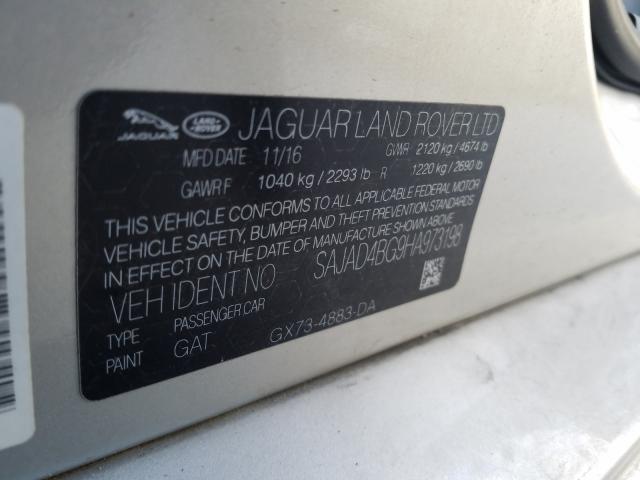 JAGUAR LAND ROVER JAGUAR LAND ROVER LTD
MFD DATE 11/16 GVWR 2120 kg / 4674 lb
GAWR F 1040 kg / 2293 lb R 1220 kg / 2690 lb
THIS VEHICLE CONFORMS TO ALL APPLICABLE FEDERAL MOTOR
VEHICLE SAFETY, BUMPER AND THEFT PREVENTION STANDARDS
IN EFFECT ON THE DATE OF MANUFACTURE SHOWN ABOVE
VEH IDENT NO SAJAD4BG9HA973198
TYPE PASSENGER CAR
PAINT GAT GX73-4883-DA